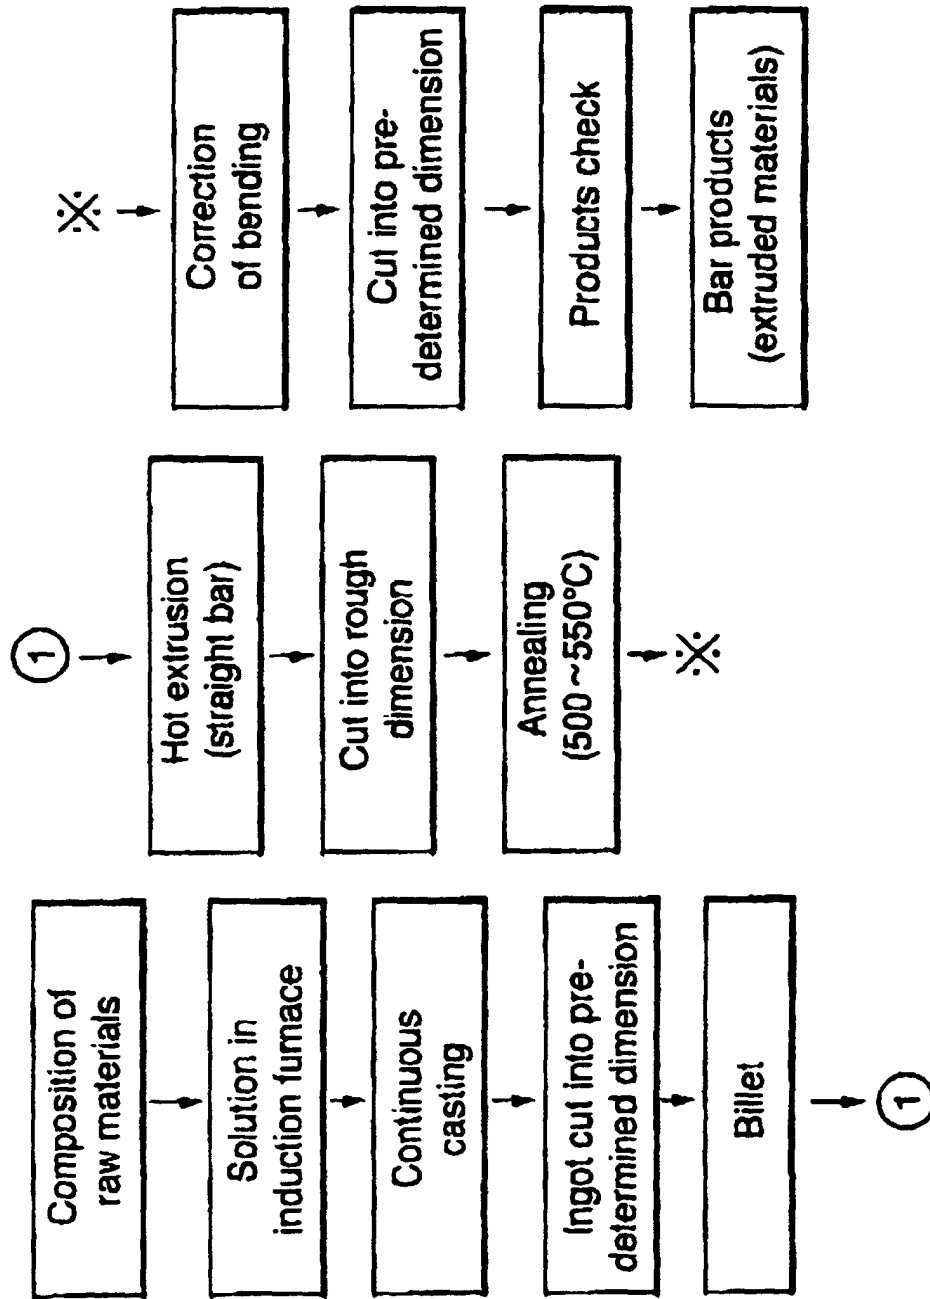 Composition of
raw materials
Solution in
induction furnace
Continuous
casting
Ingot cut into pre-
determined dimension
Billet
1
1
Hot extrusion
(straight bar)
Cut into rough
dimension
Annealing
(500~550°C)
※
※
Correction
of bending
Cut into pre-
determined dimension
Products check
Bar products
(extruded materials)